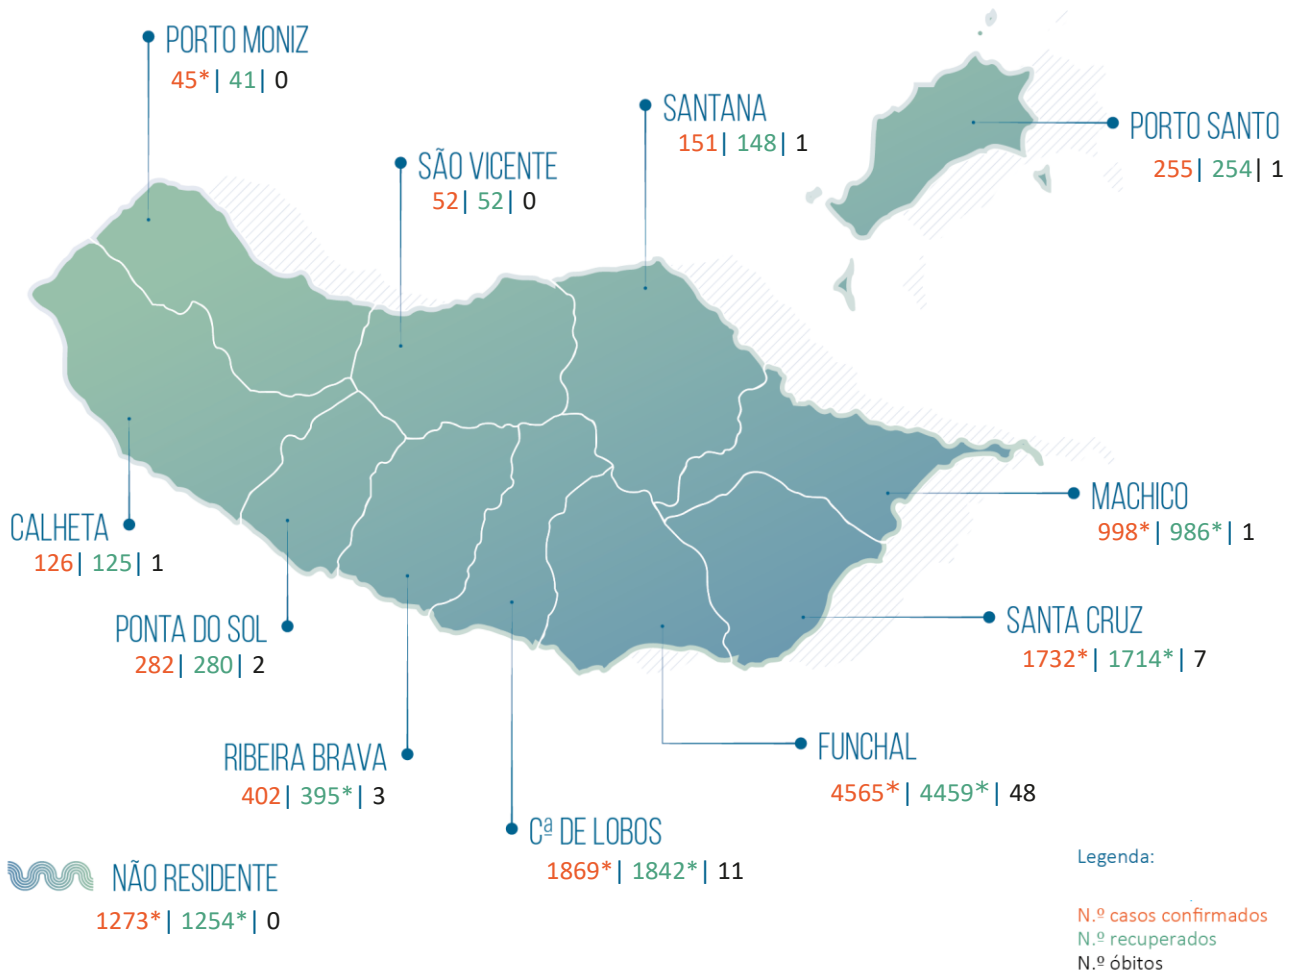 PORTO MONIZ
45*| 41| 0
SANTANA
151| 148| 1
PORTO SANTO
255| 254| 1
SÃO VICENTE
52| 52| 0
MACHICO
998*| 986*| 1
CALHETA
126| 125| 1
PONTA DO SOL
282| 280| 2
SANTA CRUZ
1732*| 1714*| 7
RIBEIRA BRAVA
402| 395*| 3
FUNCHAL
4565*| 4459*| 48
Cª DE LOBOS
1869*| 1842*| 11
NÃO RESIDENTE
1273*| 1254*| 0
Legenda:
N.º casos confirmados
N.º recuperados
N.º óbitos